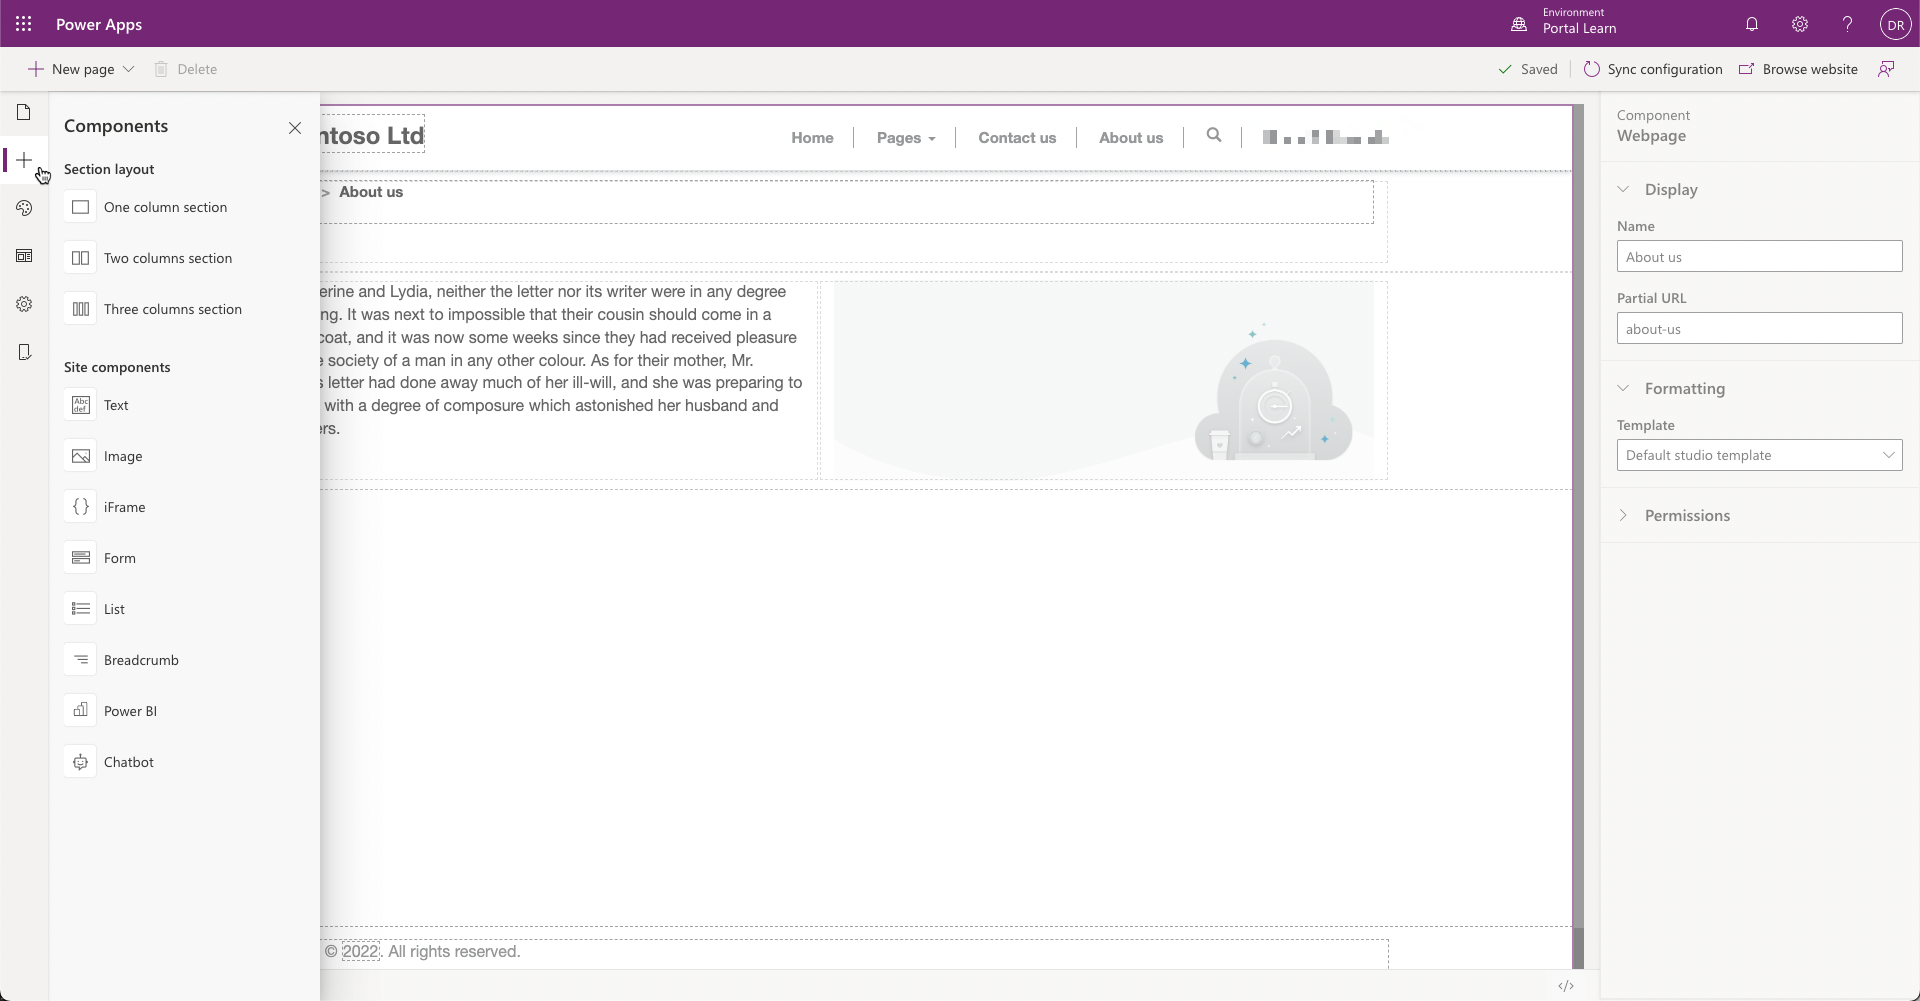 Power Apps
Environment
Portal Learn
DR
New page
Delete
Saved
Sync configuration
Browse website
Components
Section layout
One column section
Two columns section
Three columns section
Site components
Text
Image
iFrame
Form
List
Breadcrumb
Power BI
Chatbot
ntoso Ltd
Home
Pages
Contact us
About us
> About us
erine and Lydia, neither the letter nor its writer were in any degree
ng. It was next to impossible that their cousin should come in a
coat, and it was now some weeks since they had received pleasure
e society of a man in any other colour. As for their mother, Mr.
s letter had done away much of her ill-will, and she was preparing to
with a degree of composure which astonished her husband and
ers.
© 2022. All rights reserved.
</>
Component
Webpage
Display
Name
About us
Partial URL
about-us
Formatting
Template
Default studio template
Permissions